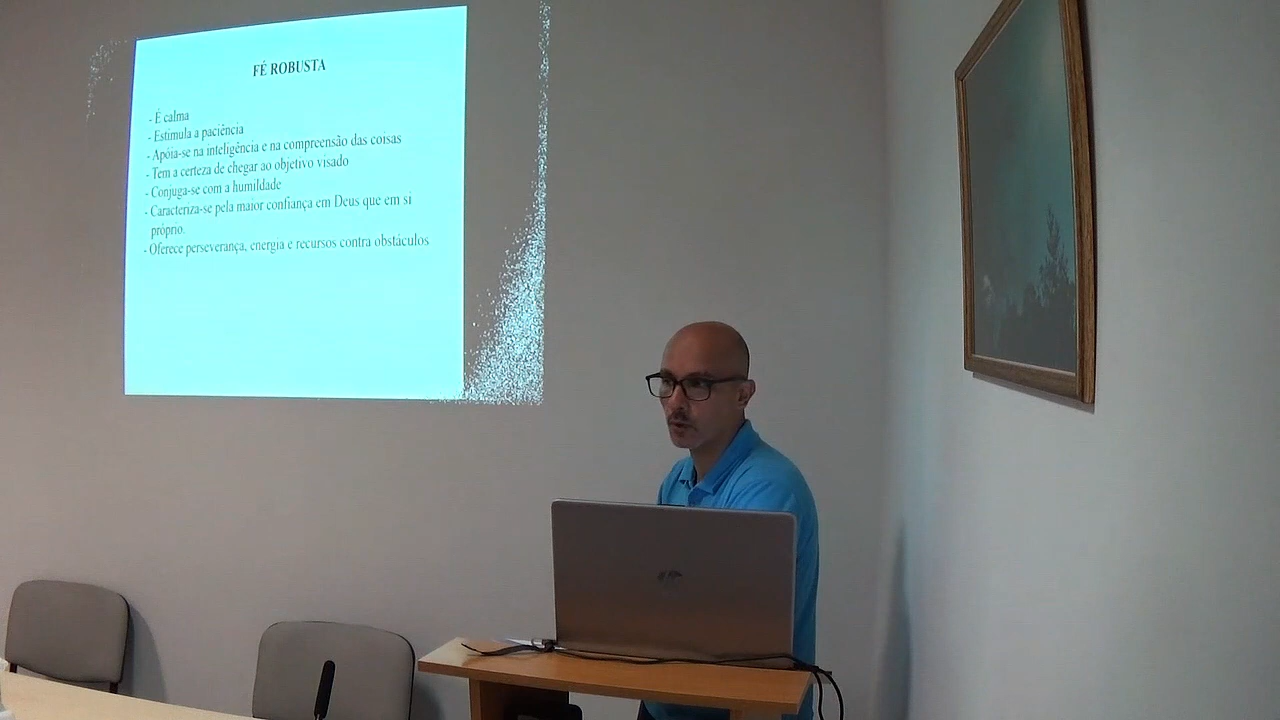 FÉ ROBUSTA
- É calma
- Estimula a paciência
- Apóia-se na inteligência e na compreensão das coisas
- Tem a certeza de chegar ao objetivo visado
- Conjuga-se com a humildade
- Caracteriza-se pela maior confiança em Deus que em si
próprio.
- Oferece perseverança, energia e recursos contra obstáculos
hp